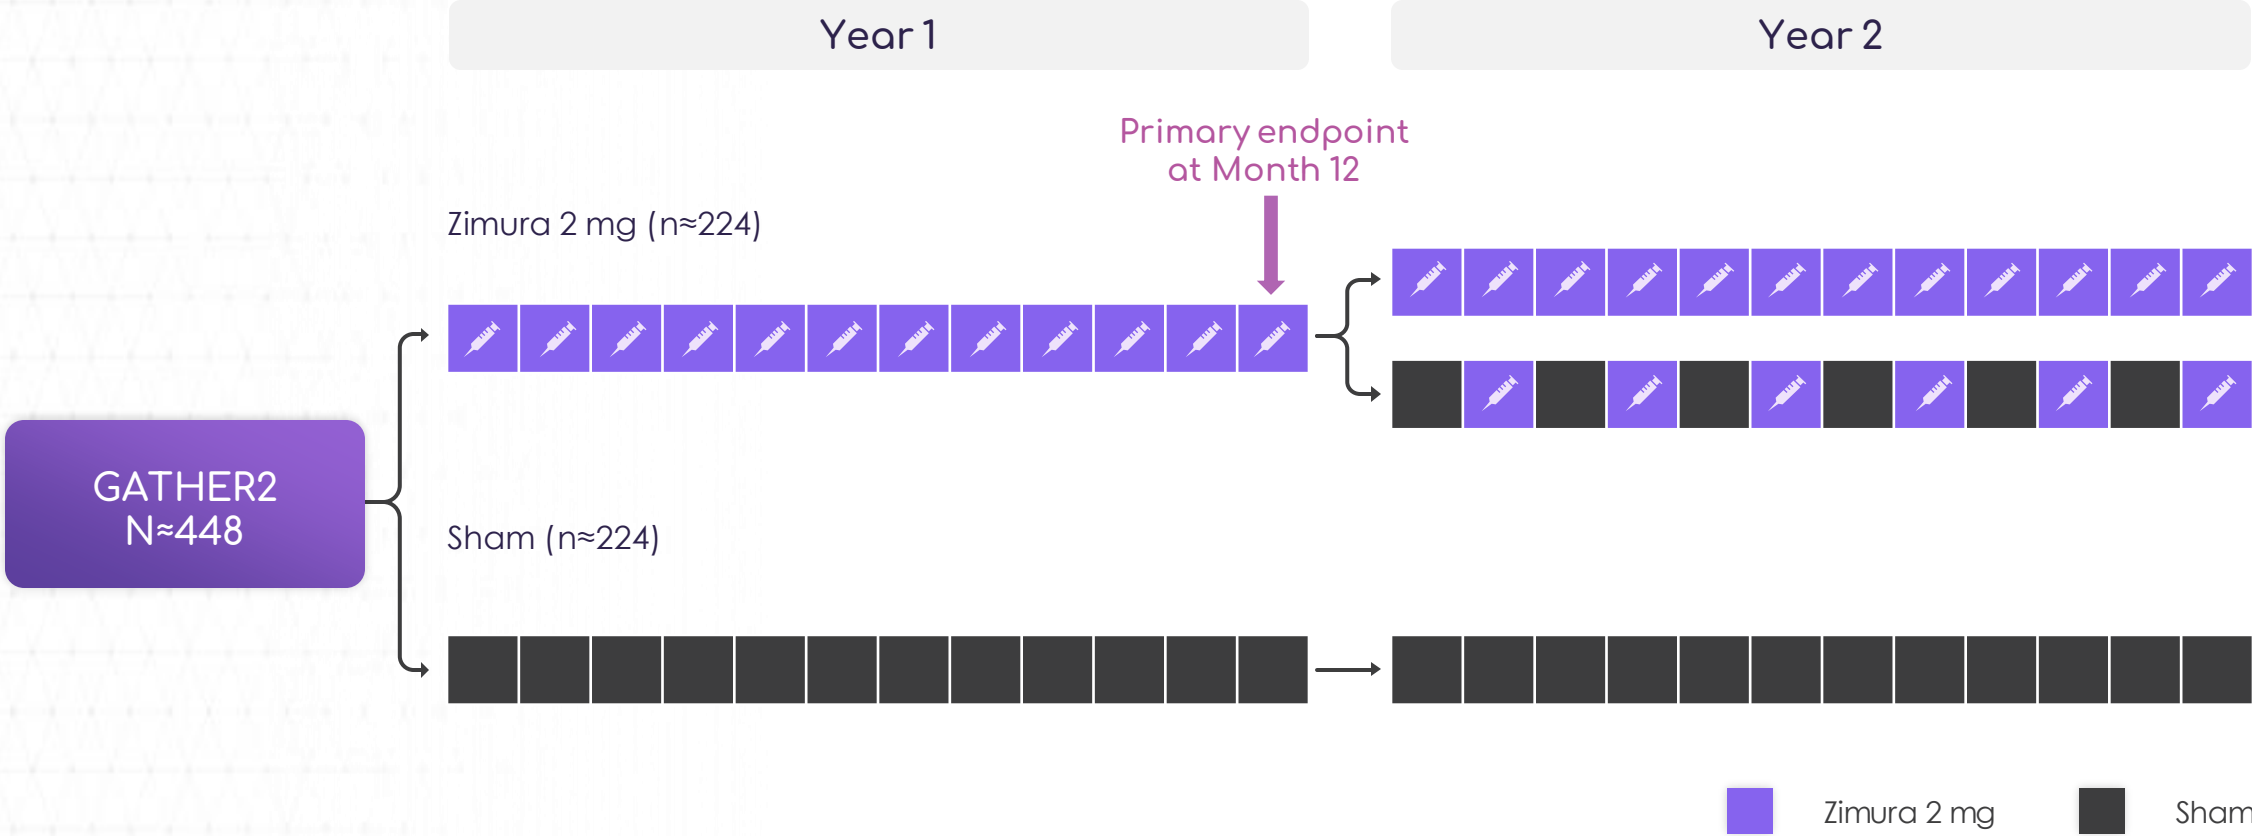 Year 1
Year 2
Primary endpoint
at Month 12
Zimura 2 mg (n≈224)
GATHER2
N≈448
Sham (n≈224)
Zimura 2 mg
Sham